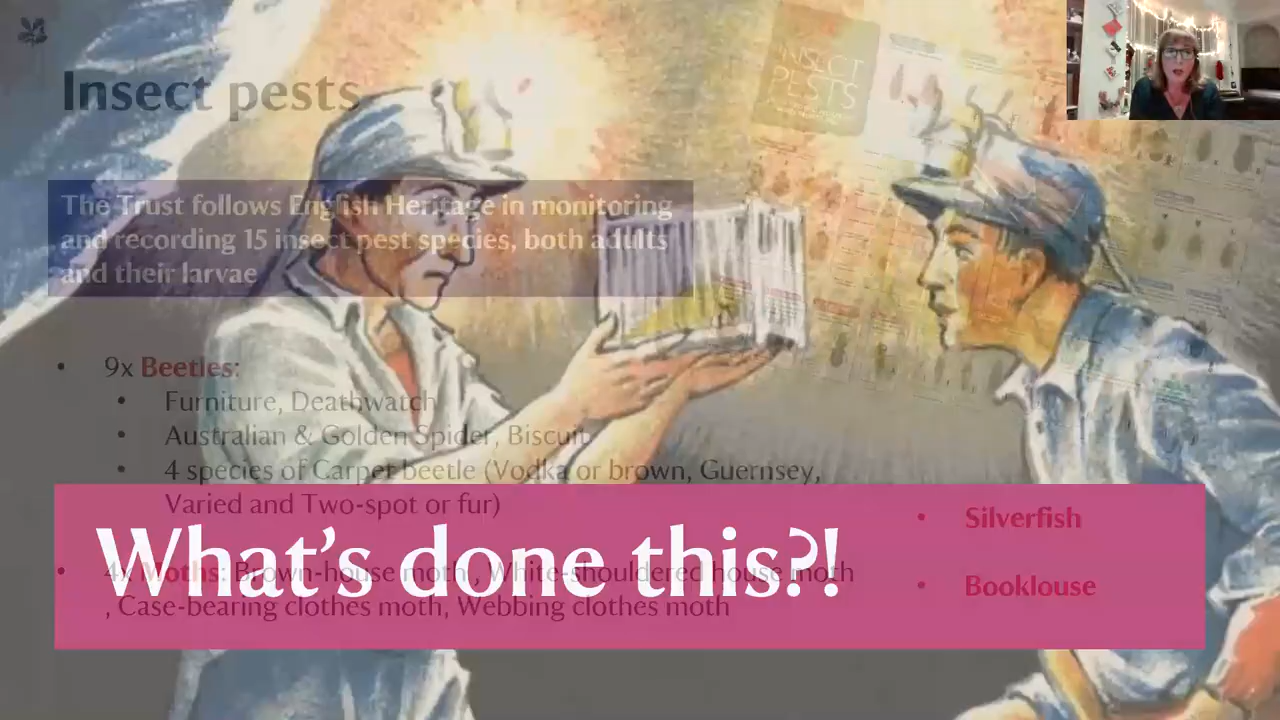 Insect pests
INSECT
PESTS
The Trust follows English Heritage in monitoring
and recording 15 insect pest species, both adults
and their larvae
• 9x Beetles:
• Furniture, Deathwatch
• Australian & Golden Spider, Biscuit
• 4 species of Carpet beetle (Vodka or brown, Guernsey,
Varied and Two-spot or fur)
What's done this?!
• 4x Moths: Brown-house moth , White-shouldered house moth
, Case-bearing clothes moth, Webbing clothes moth
• Silverfish
• Booklouse